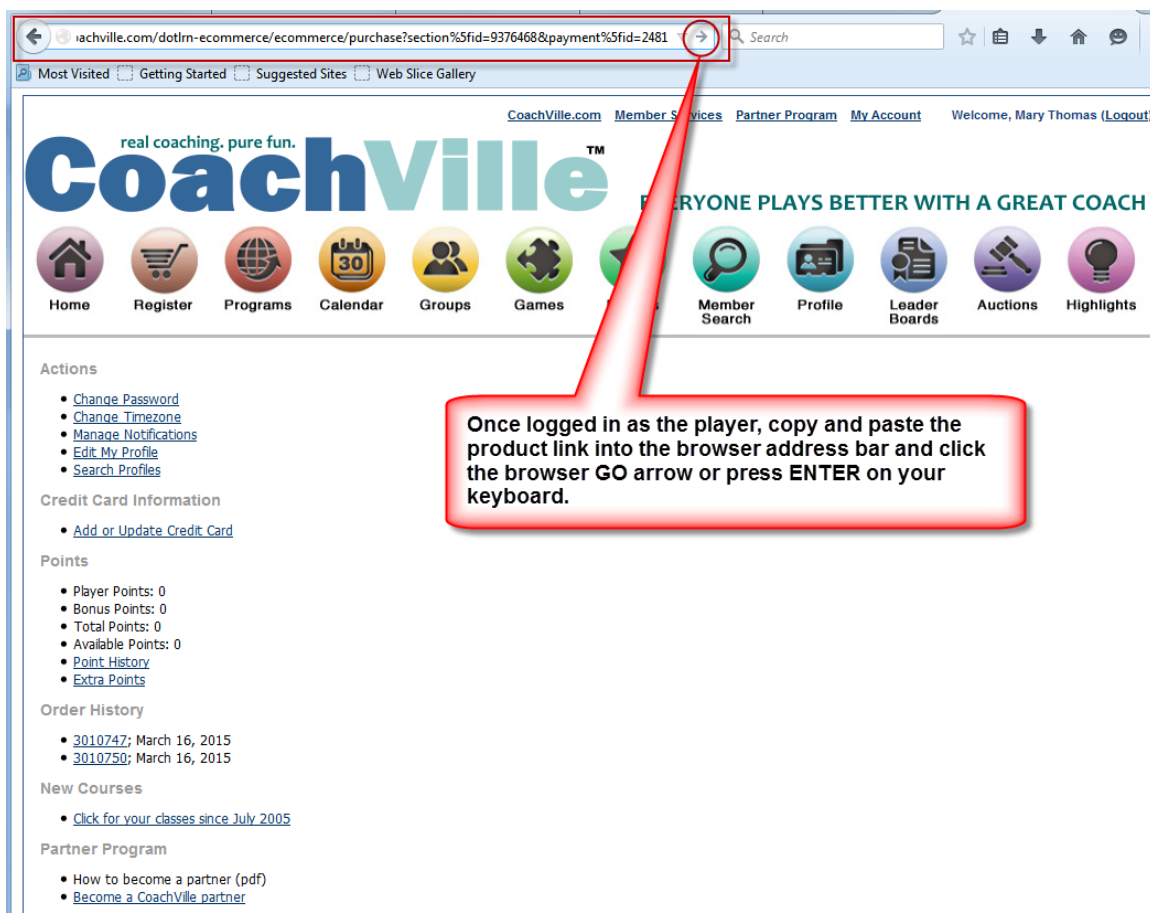 achville.com/dotlrn-ecommerce/ecommerce/purchase?section%5fid=9376468&payment%5fid=2481
Search
Most Visited Getting Started Suggested Sites Web Slice Gallery
CoachVille.com Member Services Partner Program My Account Welcome, Mary Thomas (Logout)
real coaching. pure fun.
CoachVille™
EVERYONE PLAYS BETTER WITH A GREAT COACH
30
Home Register Programs Calendar Groups Games Member Search Profile Leader Boards Auctions Highlights
Once logged in as the player, copy and paste the
product link into the browser address bar and click
the browser GO arrow or press ENTER on your
keyboard.
Actions
Change Password
Change Timezone
Manage Notifications
Edit My Profile
Search Profiles
Credit Card Information
Add or Update Credit Card
Points
Player Points: 0
Bonus Points: 0
Total Points: 0
Available Points: 0
Point History
Extra Points
Order History
3010747; March 16, 2015
3010750; March 16, 2015
New Courses
Click for your classes since July 2005
Partner Program
How to become a partner (pdf)
Become a CoachVille partner